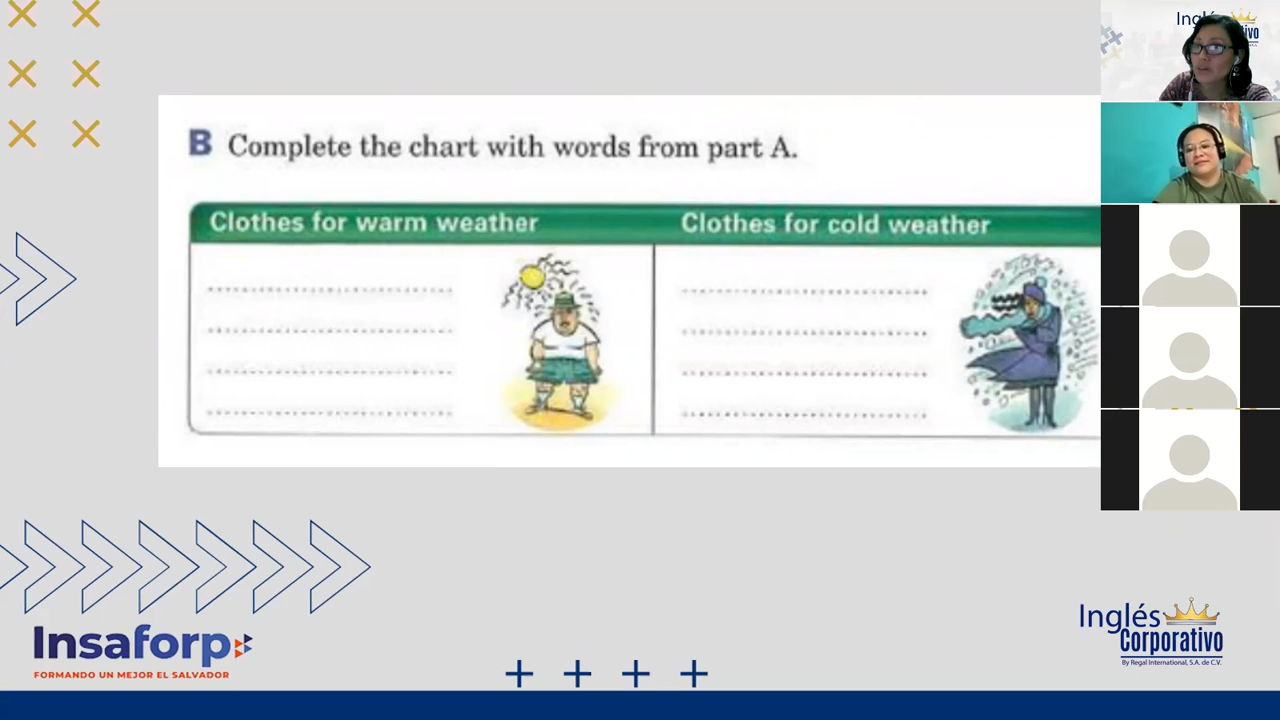 B Complete the chart with words from part A.
Clothes for warm weather
Clothes for cold weather
Insaforp
FORMANDO UN MEJOR EL SALVADOR
Inglés
Corporativo
By Regal International, S.A. de C.V.